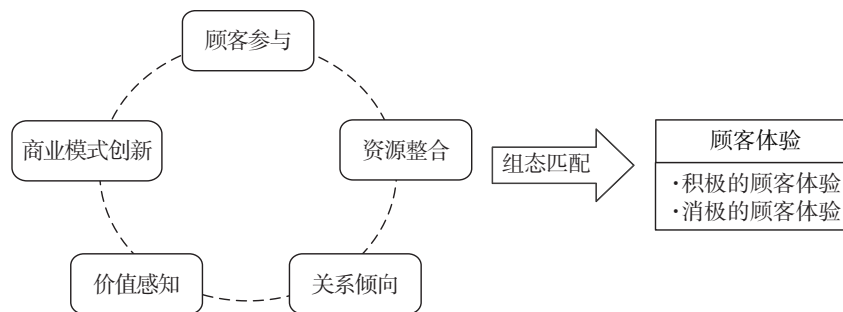 顾客参与
商业模式创新
资源整合
价值感知
关系倾向
组态匹配
顾客体验
·积极的顾客体验
·消极的顾客体验